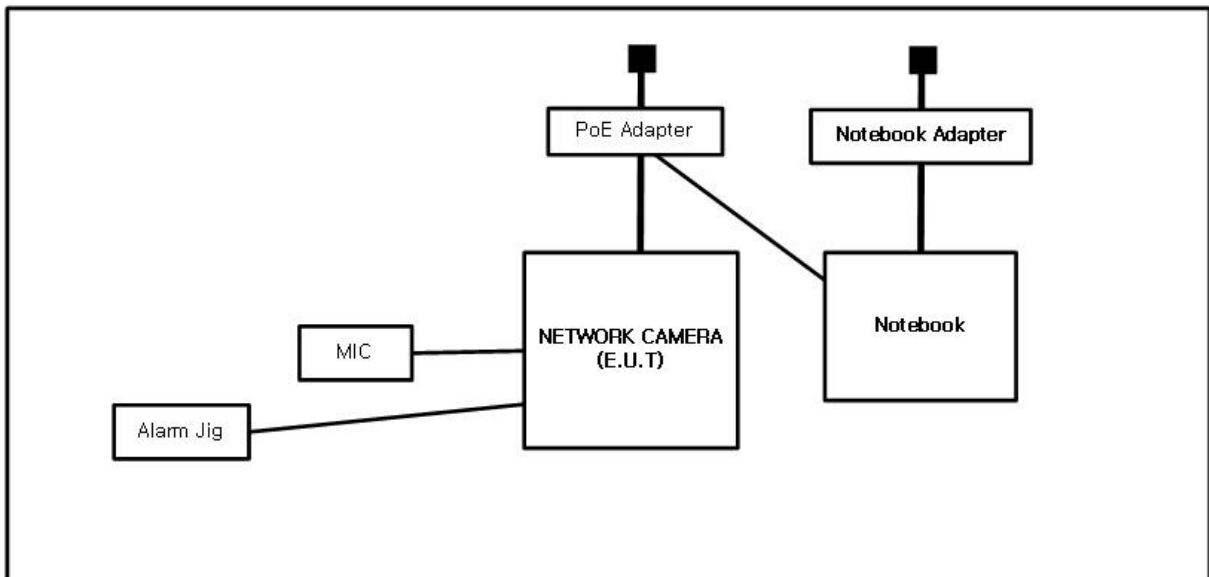 PoE Adapter
Notebook Adapter
NETWORK CAMERA
(E.U.T)
Notebook
MIC
Alarm Jig